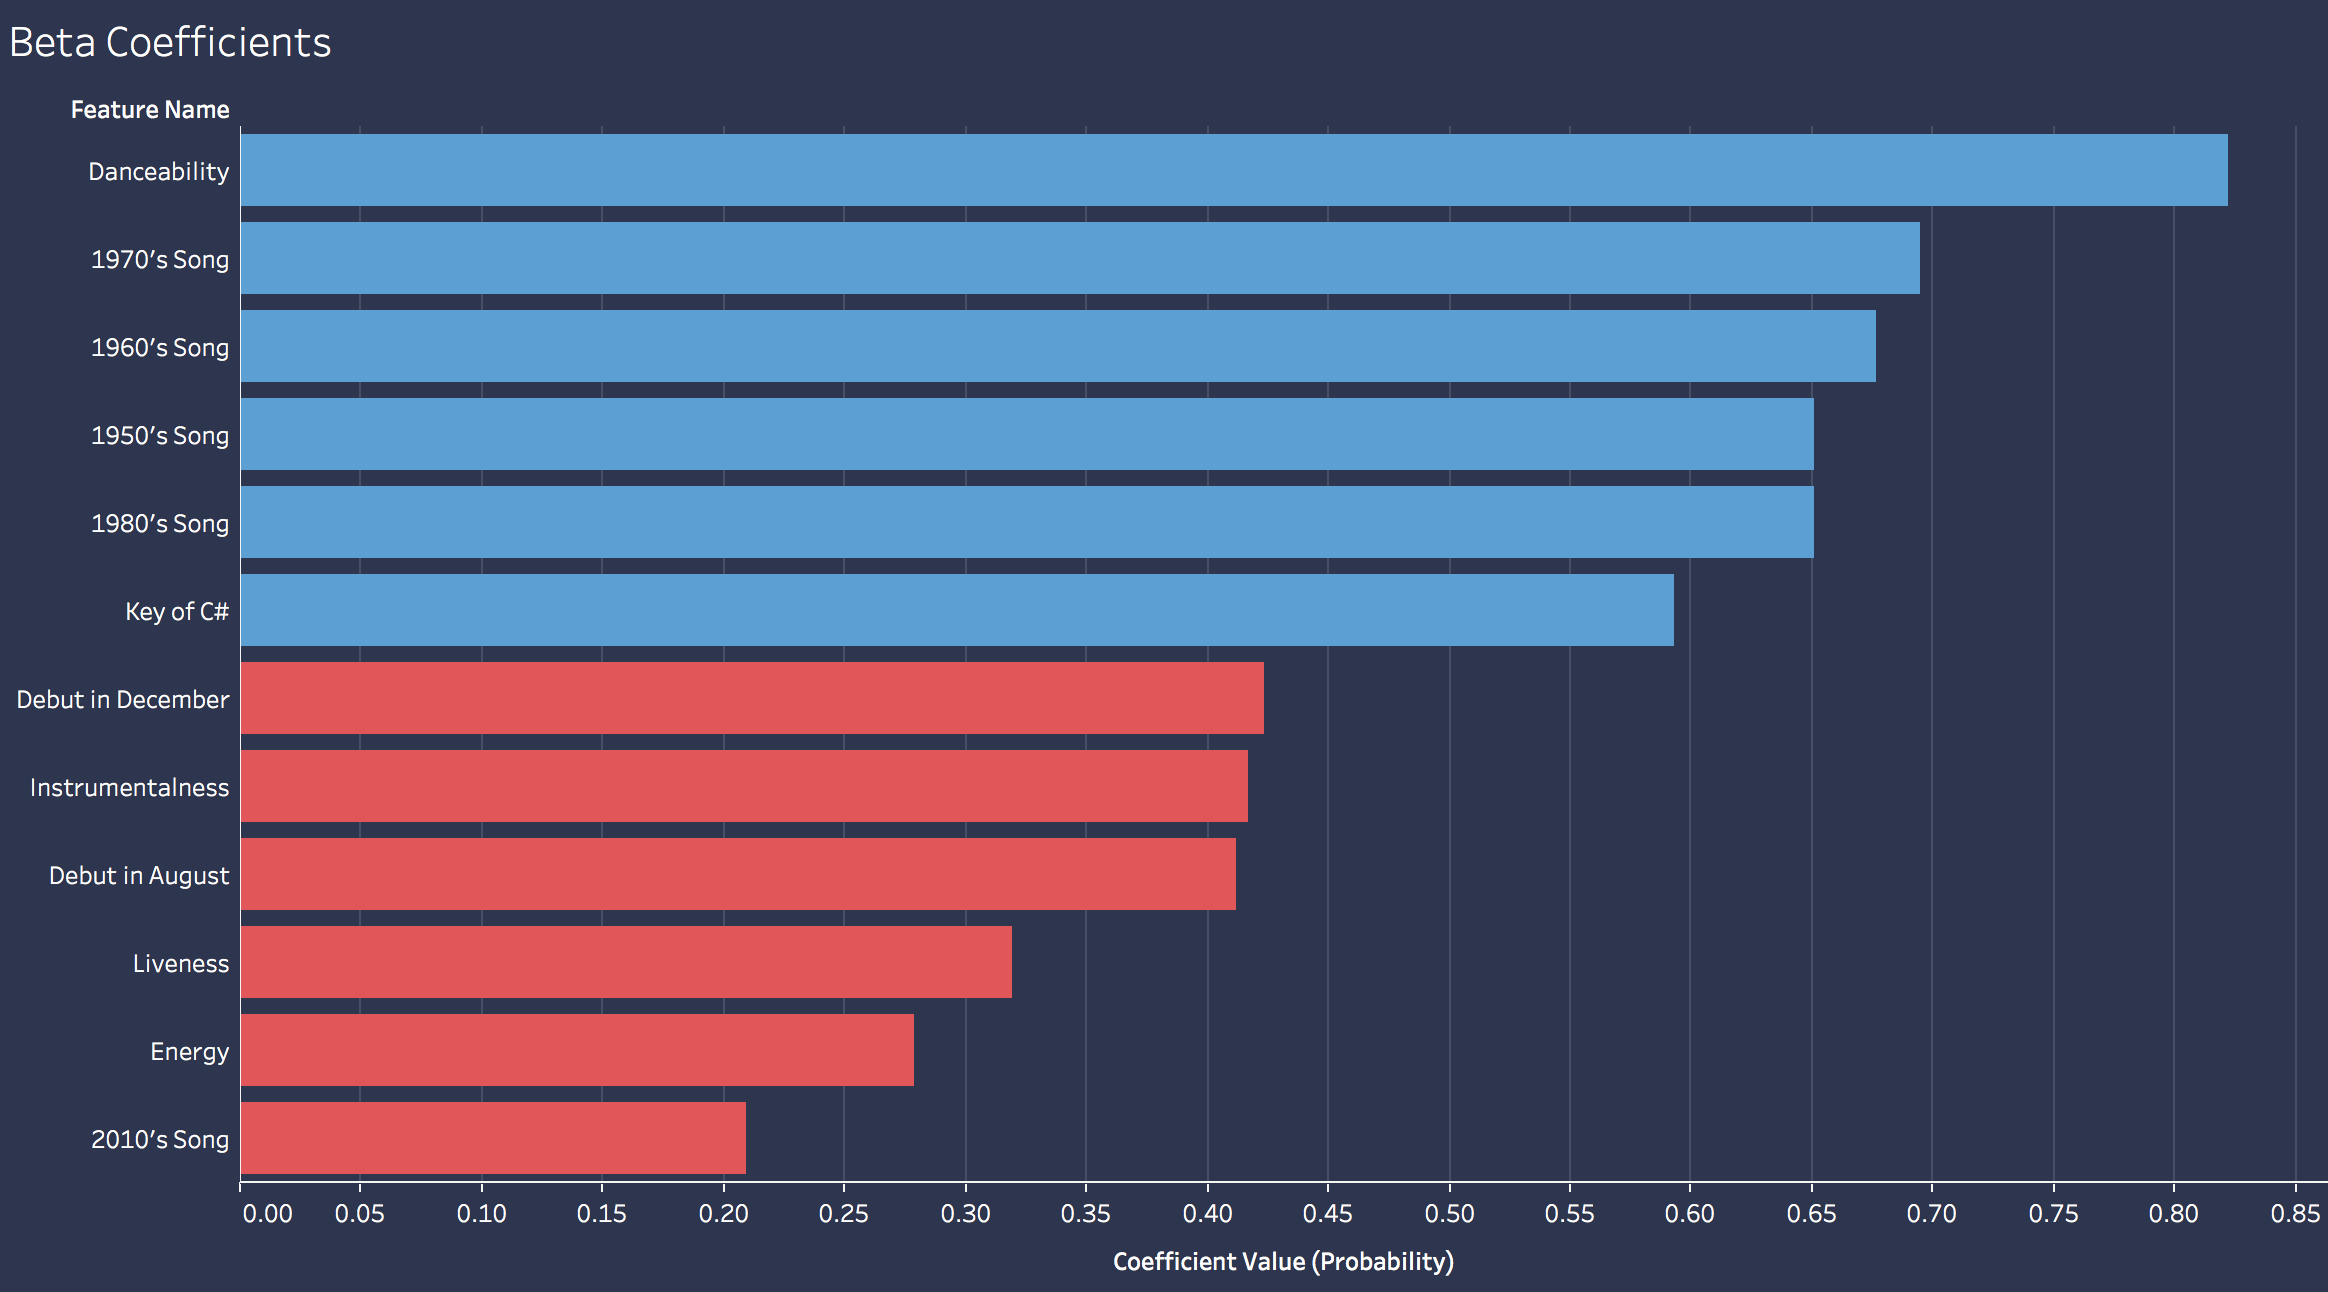 Beta Coefficients
Feature Name
Danceability
1970's Song
1960's Song
1950's Song
1980's Song
Key of C#
Debut in December
Instrumentalness
Debut in August
Liveness
Energy
2010's Song
0.00 0.05 0.10 0.15 0.20 0.25 0.30 0.35 0.40 0.45 0.50 0.55 0.60 0.65 0.70 0.75 0.80 0.85
Coefficient Value (Probability)